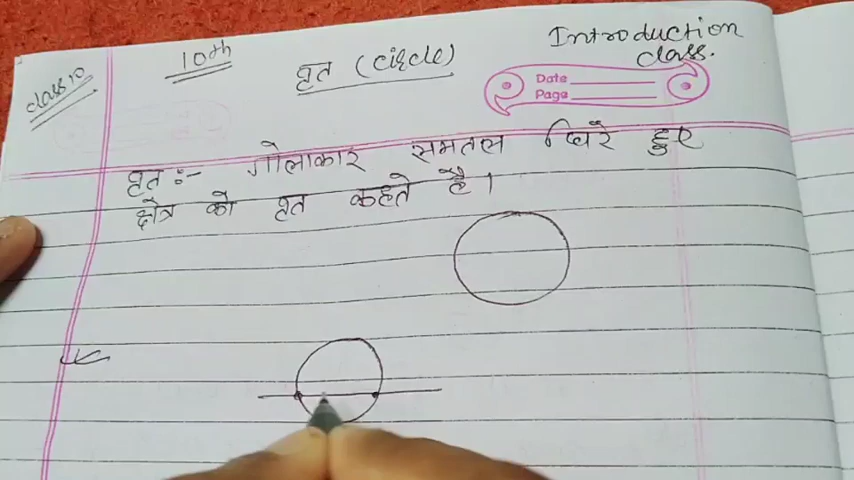 class 10
10th
वृत (circle)
Introduction
class.
Date
Page
वृत :- गोलाकार समतल घिरे हुए
क्षेत्र को वृत कहते है।